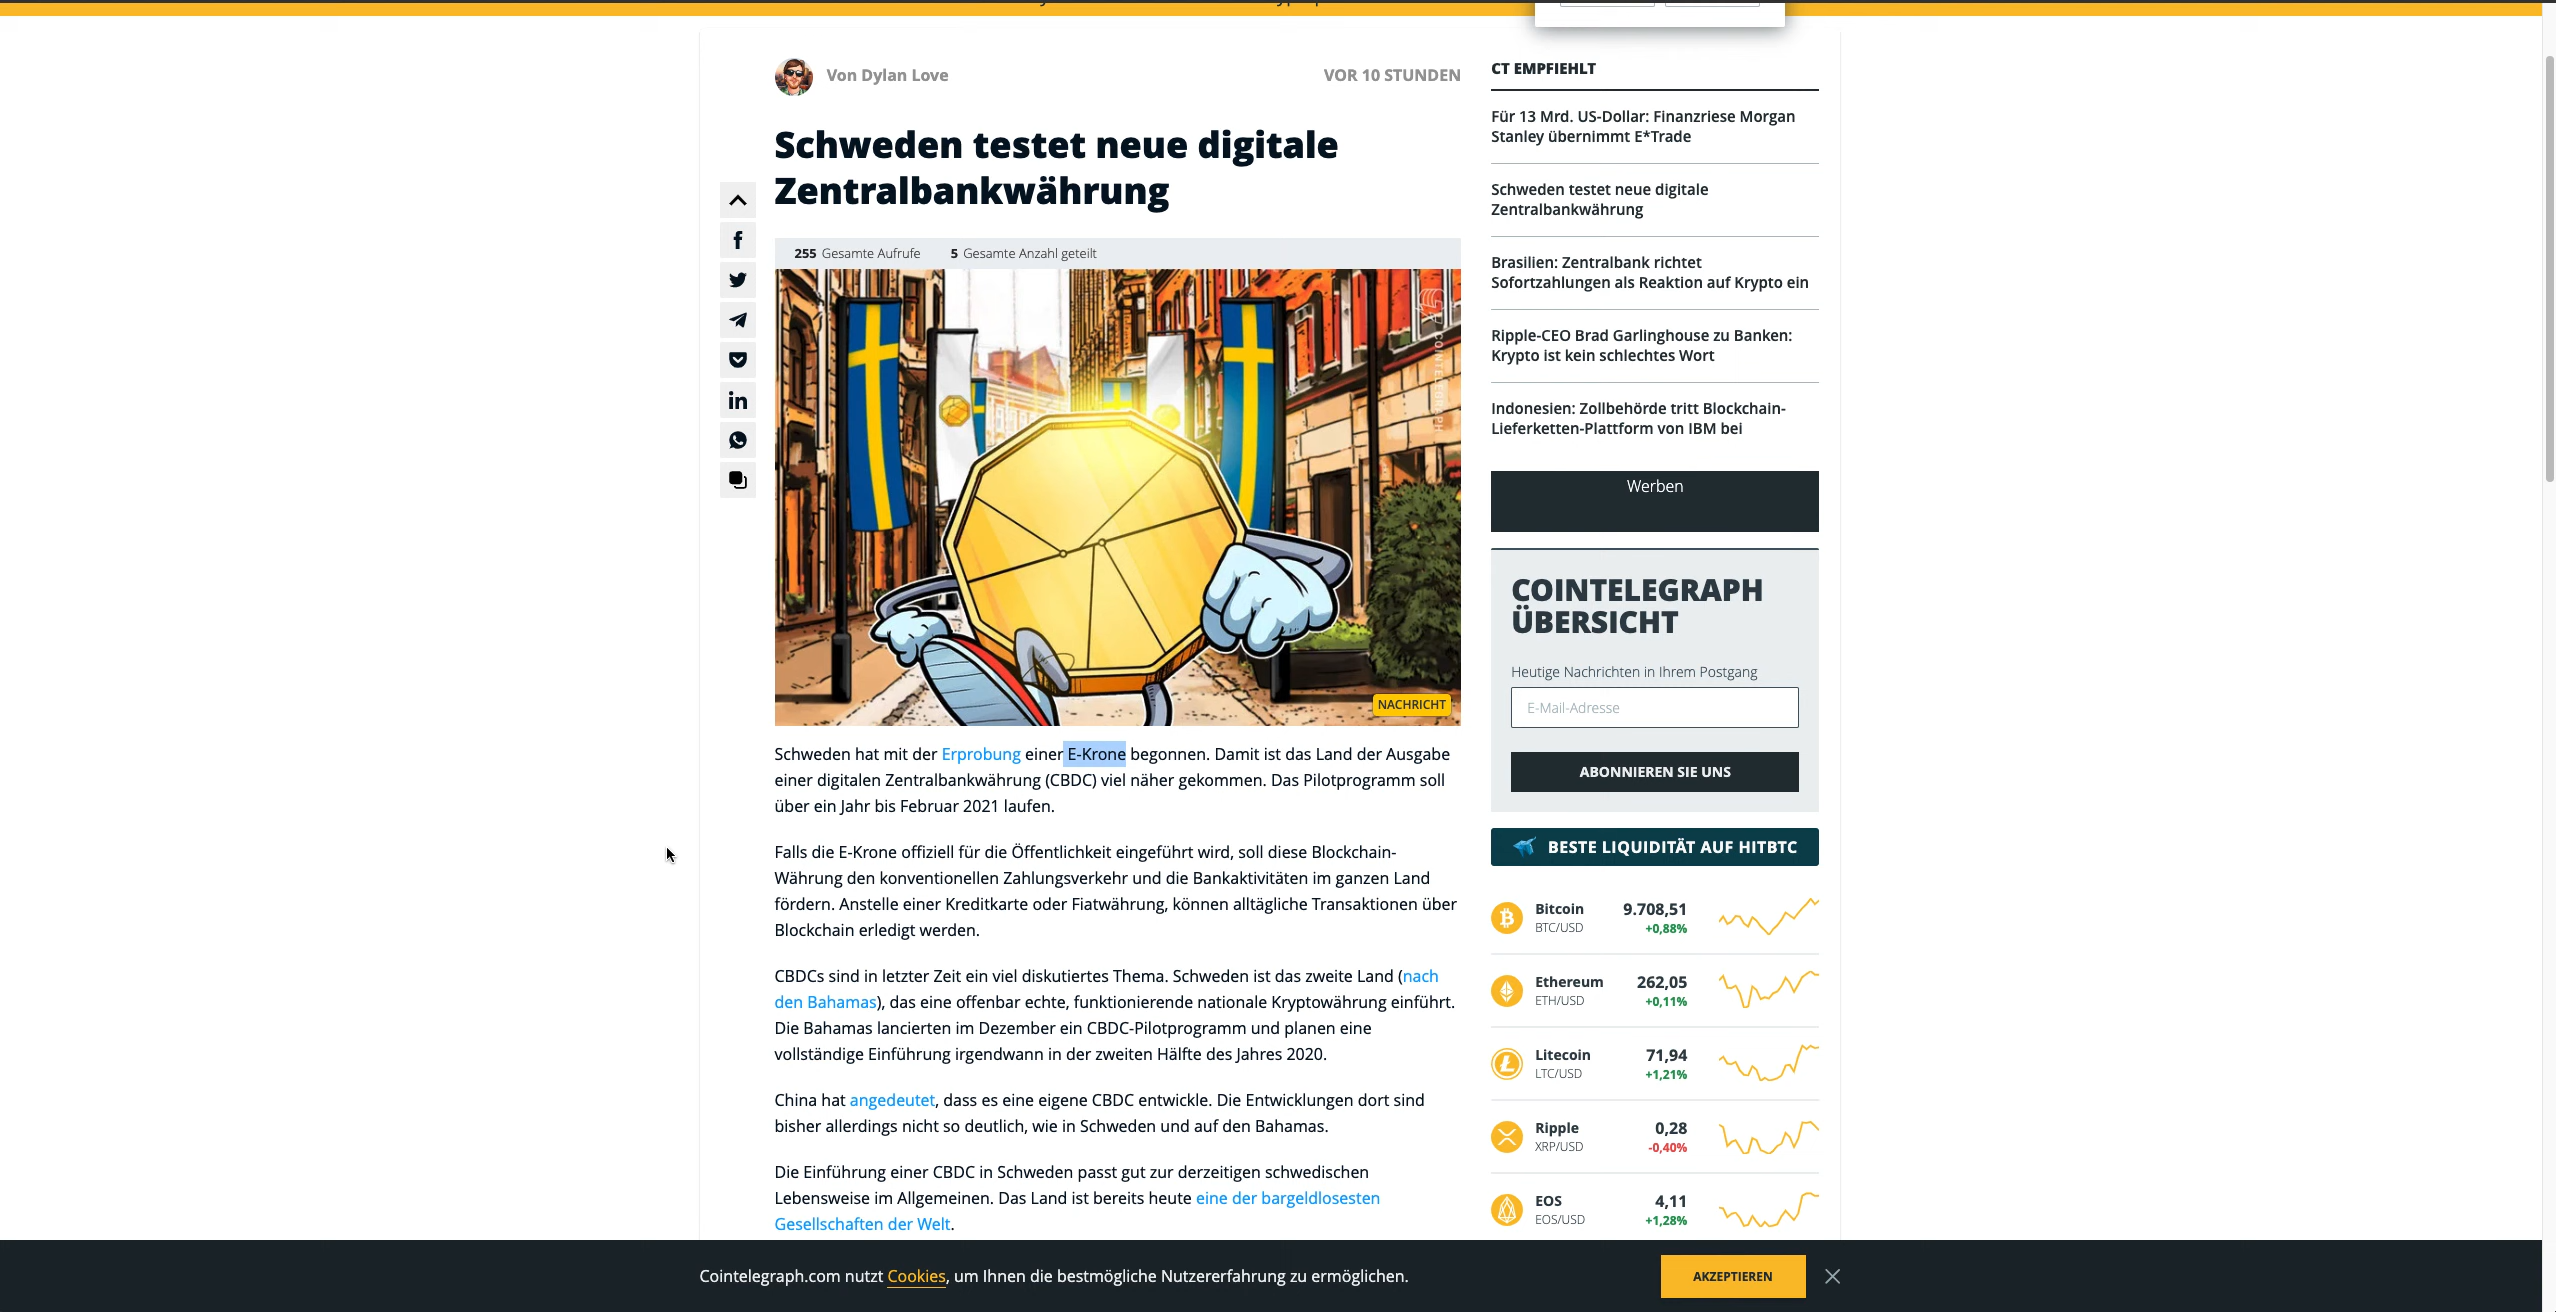 Von Dylan Love
VOR 10 STUNDEN
Schweden testet neue digitale
Zentralbankwährung
255 Gesamte Aufrufe
5 Gesamte Anzahl geteilt
COINTELEGRAPH
NACHRICHT
Schweden hat mit der Erprobung einer E-Krone begonnen. Damit ist das Land der Ausgabe
einer digitalen Zentralbankwährung (CBDC) viel näher gekommen. Das Pilotprogramm soll
über ein Jahr bis Februar 2021 laufen.
Falls die E-Krone offiziell für die Öffentlichkeit eingeführt wird, soll diese Blockchain-
Währung den konventionellen Zahlungsverkehr und die Bankaktivitäten im ganzen Land
fördern. Anstelle einer Kreditkarte oder Fiatwährung, können alltägliche Transaktionen über
Blockchain erledigt werden.
CBDCs sind in letzter Zeit ein viel diskutiertes Thema. Schweden ist das zweite Land (nach
den Bahamas), das eine offenbar echte, funktionierende nationale Kryptowährung einführt.
Die Bahamas lancierten im Dezember ein CBDC-Pilotprogramm und planen eine
vollständige Einführung irgendwann in der zweiten Hälfte des Jahres 2020.
China hat angedeutet, dass es eine eigene CBDC entwickle. Die Entwicklungen dort sind
bisher allerdings nicht so deutlich, wie in Schweden und auf den Bahamas.
Die Einführung einer CBDC in Schweden passt gut zur derzeitigen schwedischen
Lebensweise im Allgemeinen. Das Land ist bereits heute eine der bargeldlosesten
Gesellschaften der Welt.
CT EMPFIEHLT
Für 13 Mrd. US-Dollar: Finanzriese Morgan
Stanley übernimmt E*Trade
Schweden testet neue digitale
Zentralbankwährung
Brasilien: Zentralbank richtet
Sofortzahlungen als Reaktion auf Krypto ein
Ripple-CEO Brad Garlinghouse zu Banken:
Krypto ist kein schlechtes Wort
Indonesien: Zollbehörde tritt Blockchain-
Lieferketten-Plattform von IBM bei
Werben
COINTELEGRAPH
ÜBERSICHT
Heutige Nachrichten in Ihrem Postgang
E-Mail-Adresse
ABONNIEREN SIE UNS
BESTE LIQUIDITÄT AUF HITBTC
Bitcoin 9.708,51
BTC/USD +0,88%
Ethereum 262,05
ETH/USD +0,11%
Litecoin 71,94
LTC/USD +1,21%
Ripple 0,28
XRP/USD -0,40%
EOS 4,11
EOS/USD +1,28%
Cointelegraph.com nutzt Cookies, um Ihnen die bestmögliche Nutzererfahrung zu ermöglichen.
AKZEPTIEREN